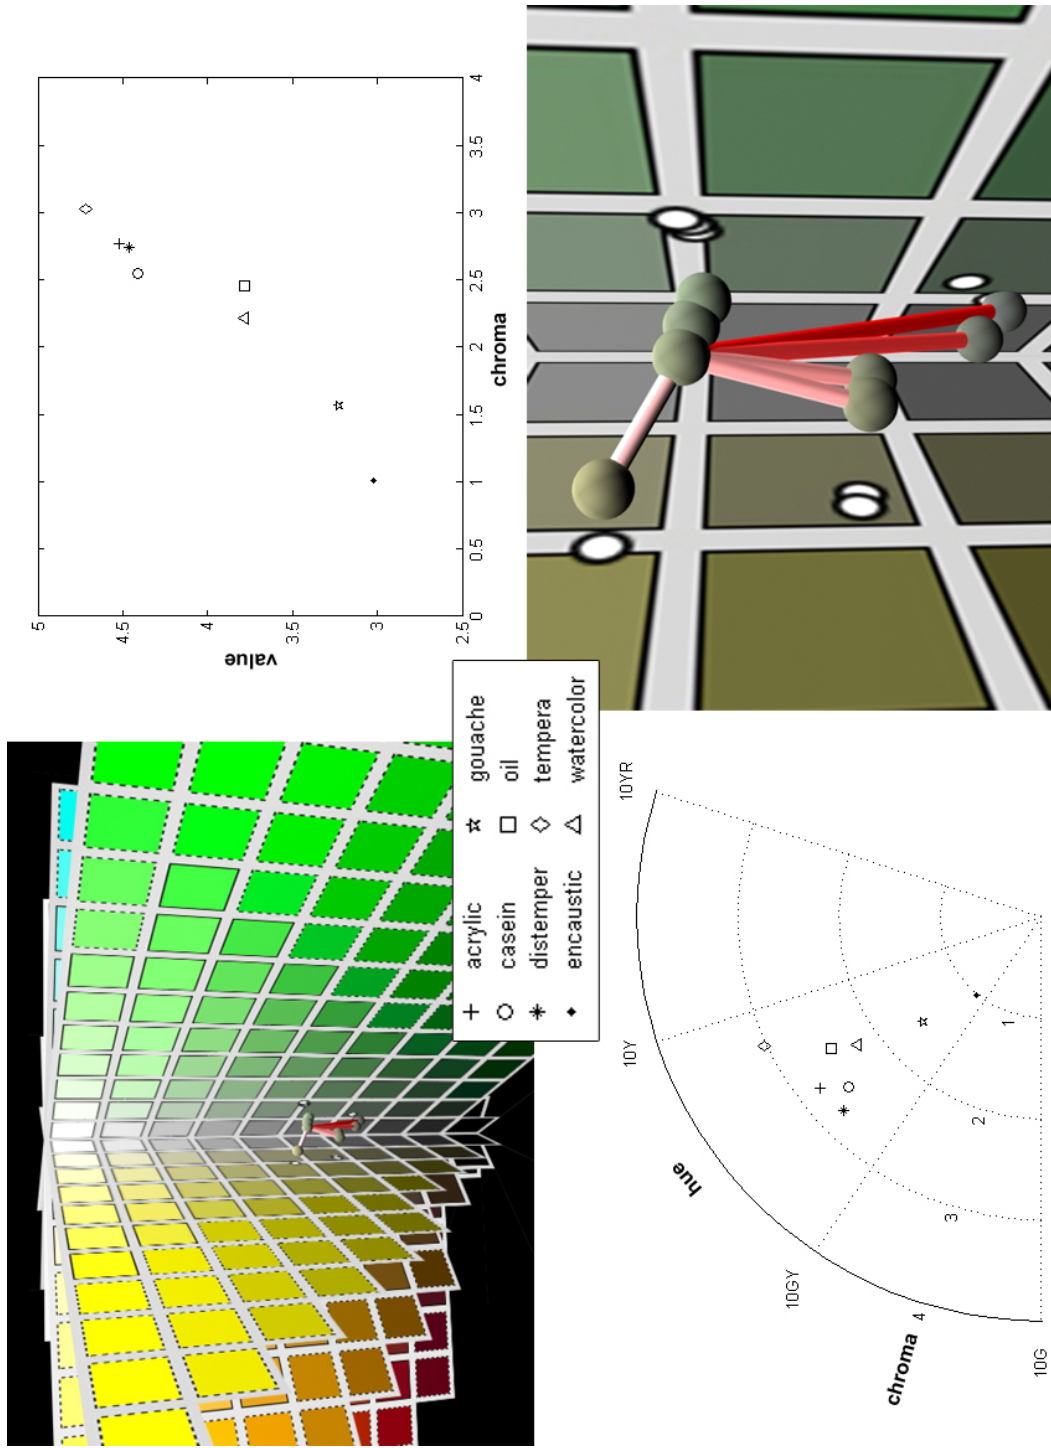 5
4.5
4
3.5
3
2.5
value
0
0.5
1
1.5
2
2.5
3
3.5
4
chroma
acrylic
casein
distemper
encaustic
gouache
oil
tempera
watercolor
10YR
10Y
10GY
10G
hue
1
2
3
4
chroma